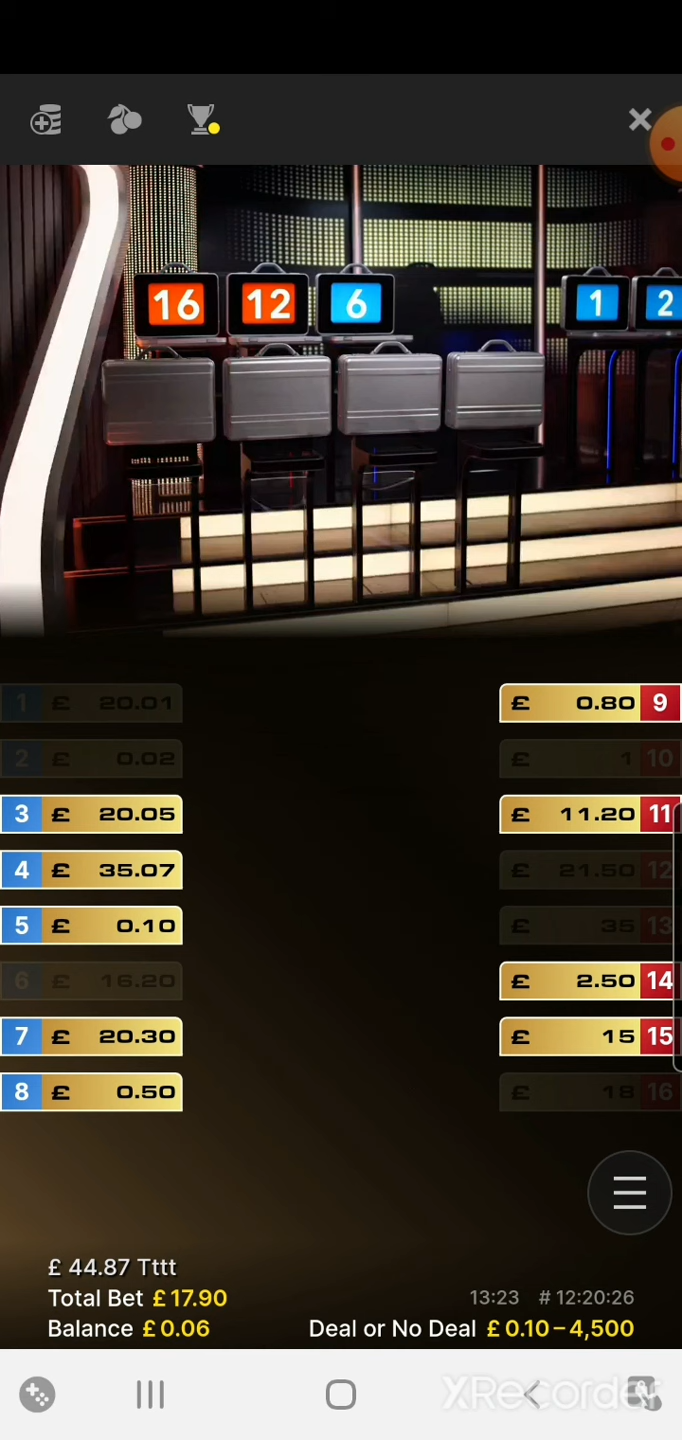 16 12 6 1 2
1 £ 20.01
2 £ 0.02
3 £ 20.05
4 £ 35.07
5 £ 0.10
6 £ 16.20
7 £ 20.30
8 £ 0.50
£ 0.80 9
£ 1 10
£ 11.20 11
£ 21.50 12
£ 35 13
£ 2.50 14
£ 15 15
£ 18 16
£ 44.87 Tttt
Total Bet £17.90
13:23 # 12:20:26
Balance £0.06
Deal or No Deal £0.10–4,500
XRecorder